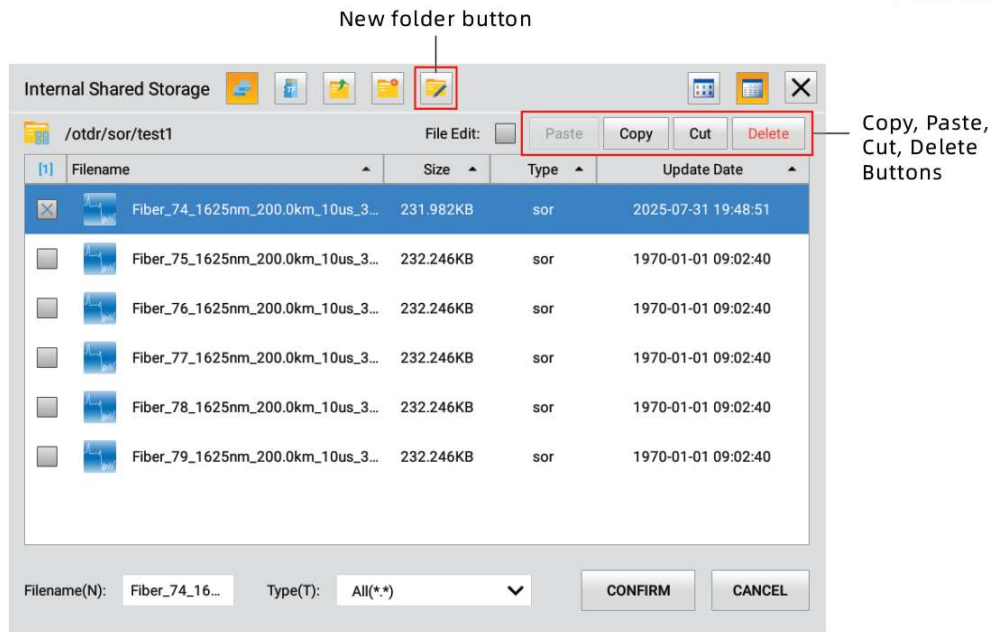 New folder button
Internal Shared Storage TF
/otdr/sor/test1 File Edit: Paste Copy Cut Delete
Copy, Paste,
Cut, Delete
Buttons
[1] Filename Size Type Update Date
Fiber_74_1625nm_200.0km_10us_3... 231.982KB sor 2025-07-31 19:48:51
Fiber_75_1625nm_200.0km_10us_3... 232.246KB sor 1970-01-01 09:02:40
Fiber_76_1625nm_200.0km_10us_3... 232.246KB sor 1970-01-01 09:02:40
Fiber_77_1625nm_200.0km_10us_3... 232.246KB sor 1970-01-01 09:02:40
Fiber_78_1625nm_200.0km_10us_3... 232.246KB sor 1970-01-01 09:02:40
Fiber_79_1625nm_200.0km_10us_3... 232.246KB sor 1970-01-01 09:02:40
Filename(N): Fiber_74_16... Type(T): All(*.*) CONFIRM CANCEL